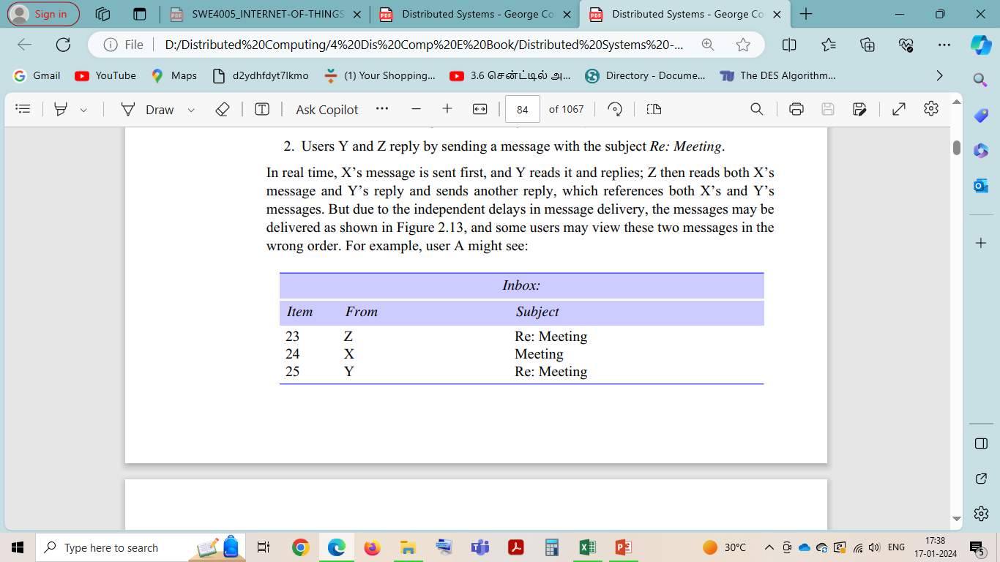 Sign in
SWE4005_INTERNET-OF-THINGS
Distributed Systems - George Co
Distributed Systems - George Co
File D:/Distributed%20Computing/4%20Dis%20Comp%20E%20Book/Distributed%20Systems%20-...
Gmail YouTube Maps d2ydhfdyt7lkmo (1) Your Shopping... 3.6 சென்ட்டில் அ... Directory - Docume... The DES Algorithm...
Draw Ask Copilot 84 of 1067
2. Users Y and Z reply by sending a message with the subject Re: Meeting.
In real time, X’s message is sent first, and Y reads it and replies; Z then reads both X’s
message and Y’s reply and sends another reply, which references both X’s and Y’s
messages. But due to the independent delays in message delivery, the messages may be
delivered as shown in Figure 2.13, and some users may view these two messages in the
wrong order. For example, user A might see:
Inbox:
Item From Subject
23 Z Re: Meeting
24 X Meeting
25 Y Re: Meeting
Type here to search
30°C ENG 17:38
17-01-2024
5